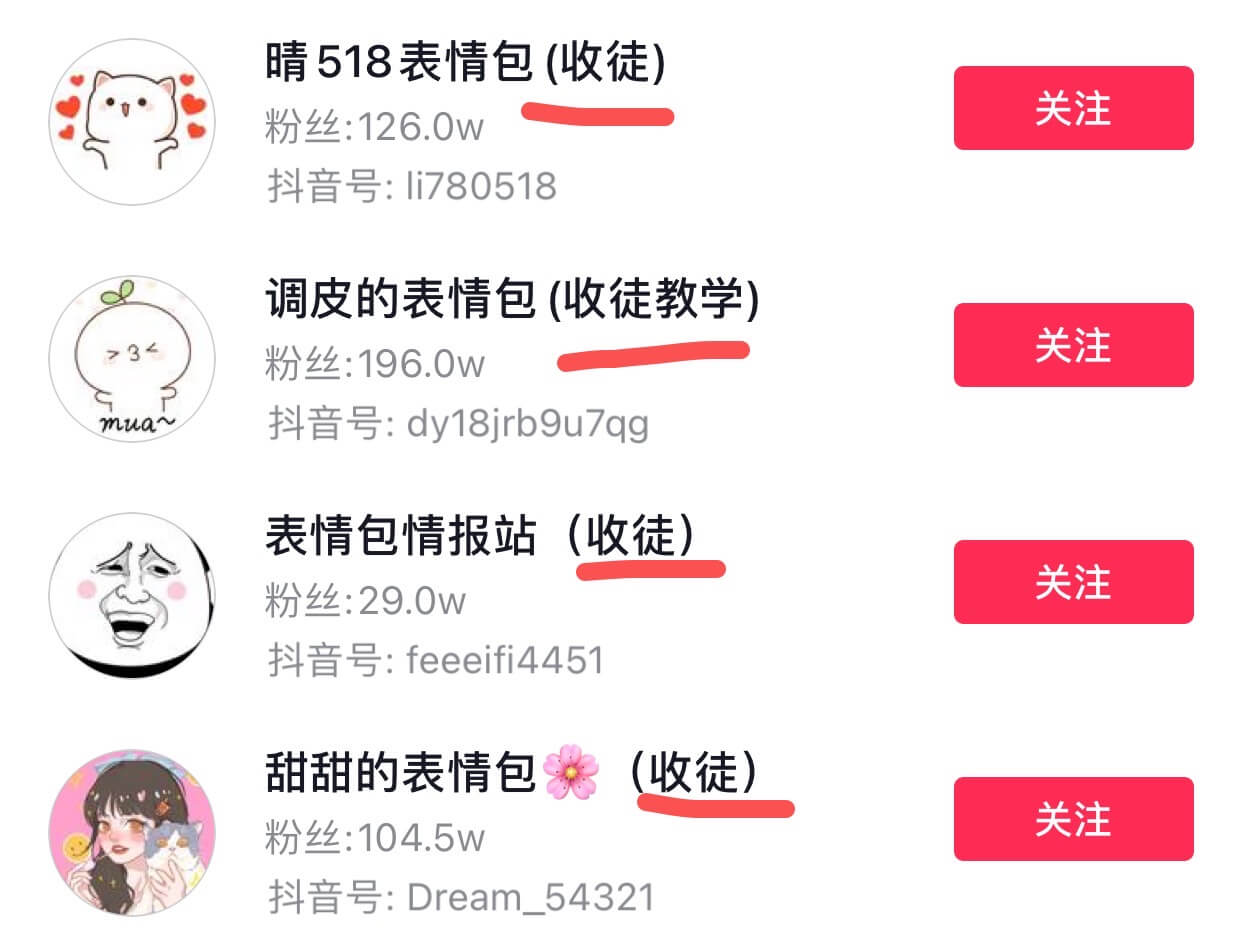 晴518表情包(收徒)
粉丝:126.0w
抖音号: li780518
关注
调皮的表情包(收徒教学)
粉丝:196.0w
抖音号: dy18jrb9u7qg
关注
mua~
表情包情报站（收徒）
粉丝:29.0w
抖音号: feeeifi4451
关注
甜甜的表情包🌸（收徒）
粉丝:104.5w
抖音号: Dream_54321
关注